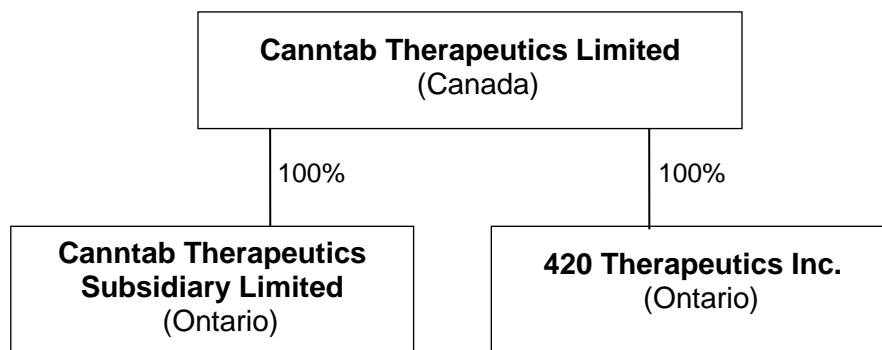 Canntab Therapeutics Limited
(Canada)
100%
100%
Canntab Therapeutics
Subsidiary Limited
(Ontario)
420 Therapeutics Inc.
(Ontario)